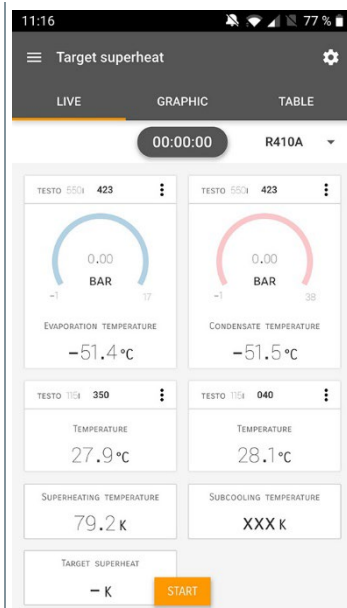 11:16 77 %
Target superheat
LIVE GRAPHIC TABLE
00:00:00 R410A
TESTO 550i 423 TESTO 550i 423
0.00 0.00
BAR BAR
-1 17 -1 38
EVAPORATION TEMPERATURE CONDENSATE TEMPERATURE
-51.4 °C -51.5 °C
TESTO 115i 350 TESTO 115i 040
TEMPERATURE TEMPERATURE
27.9 °C 28.1 °C
SUPERHEATING TEMPERATURE SUBCOOLING TEMPERATURE
79.2 K XXX K
TARGET SUPERHEAT
– K START